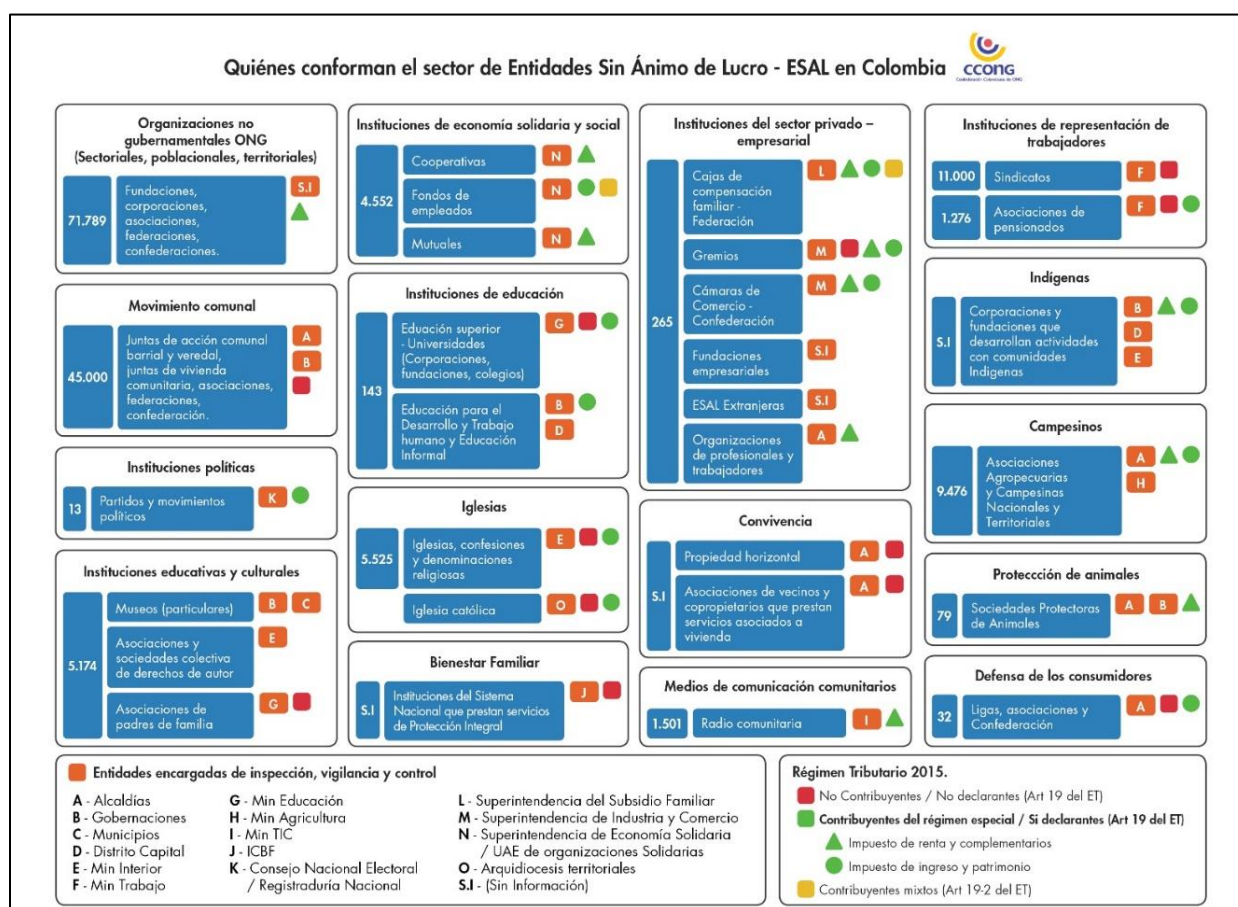 Quiénes conforman el sector de Entidades Sin Ánimo de Lucro - ESAL en Colombia
ccong
Confederación Colombiana de ONG
Organizaciones no
gubernamentales ONG
(Sectoriales, poblacionales, territoriales)
71.789
Fundaciones,
corporaciones,
asociaciones,
federaciones,
confederaciones.
S.I
Movimiento comunal
45.000
Juntas de acción comunal
barrial y veredal,
juntas de vivienda
comunitaria, asociaciones,
federaciones,
confederación.
A
B
Instituciones políticas
13
Partidos y movimientos
políticos
K
Instituciones educativas y culturales
5.174
Museos (particulares)
B C
Asociaciones y
sociedades colectiva
de derechos de autor
E
Asociaciones de
padres de familia
G
Instituciones de economía solidaria y social
4.552
Cooperativas
N
Fondos de
empleados
N
Mutuales
N
Instituciones de educación
143
Eduación superior
- Universidades
(Corporaciones,
fundaciones, colegios)
G
Educación para el
Desarrollo y Trabajo
humano y Educación
Informal
B
D
Iglesias
5.525
Iglesias, confesiones
y denominaciones
religiosas
E
Iglesia católica
O
Bienestar Familiar
S.I
Instituciones del Sistema
Nacional que prestan servicios
de Protección Integral
J
Instituciones del sector privado –
empresarial
265
Cajas de
compensación
familiar -
Federación
L
Gremios
M
Cámaras de
Comercio -
Confederación
M
Fundaciones
empresariales
S.I
ESAL Extranjeras
S.I
Organizaciones
de profesionales y
trabajadores
A
Convivencia
S.I
Propiedad horizontal
A
Asociaciones de vecinos y
copropietarios que prestan
servicios asociados a
vivienda
A
Medios de comunicación comunitarios
1.501
Radio comunitaria
I
Instituciones de representación de
trabajadores
11.000
Sindicatos
F
1.276
Asociaciones de
pensionados
F
Indígenas
S.I
Corporaciones y
fundaciones que
desarrollan actividades
con comunidades
Indigenas
B
D
E
Campesinos
9.476
Asociaciones
Agropecuarias
y Campesinas
Nacionales y
Territoriales
A
H
Proteccción de animales
79
Sociedades Protectoras
de Animales
A B
Defensa de los consumidores
32
Ligas, asociaciones y
Confederación
A
Entidades encargadas de inspección, vigilancia y control
A - Alcaldías
B - Gobernaciones
C - Municipios
D - Distrito Capital
E - Min Interior
F - Min Trabajo
G - Min Educación
H - Min Agricultura
I - Min TIC
J - ICBF
K - Consejo Nacional Electoral
/ Registraduría Nacional
L - Superintendencia del Subsidio Familiar
M - Superintendencia de Industria y Comercio
N - Superintendencia de Economía Solidaria
/ UAE de organizaciones Solidarias
O - Arquidiocesis territoriales
S.I - (Sin Información)
Régimen Tributario 2015.
No Contribuyentes / No declarantes (Art 19 del ET)
Contribuyentes del régimen especial / Si declarantes (Art 19 del ET)
Impuesto de renta y complementarios
Impuesto de ingreso y patrimonio
Contribuyentes mixtos (Art 19-2 del ET)